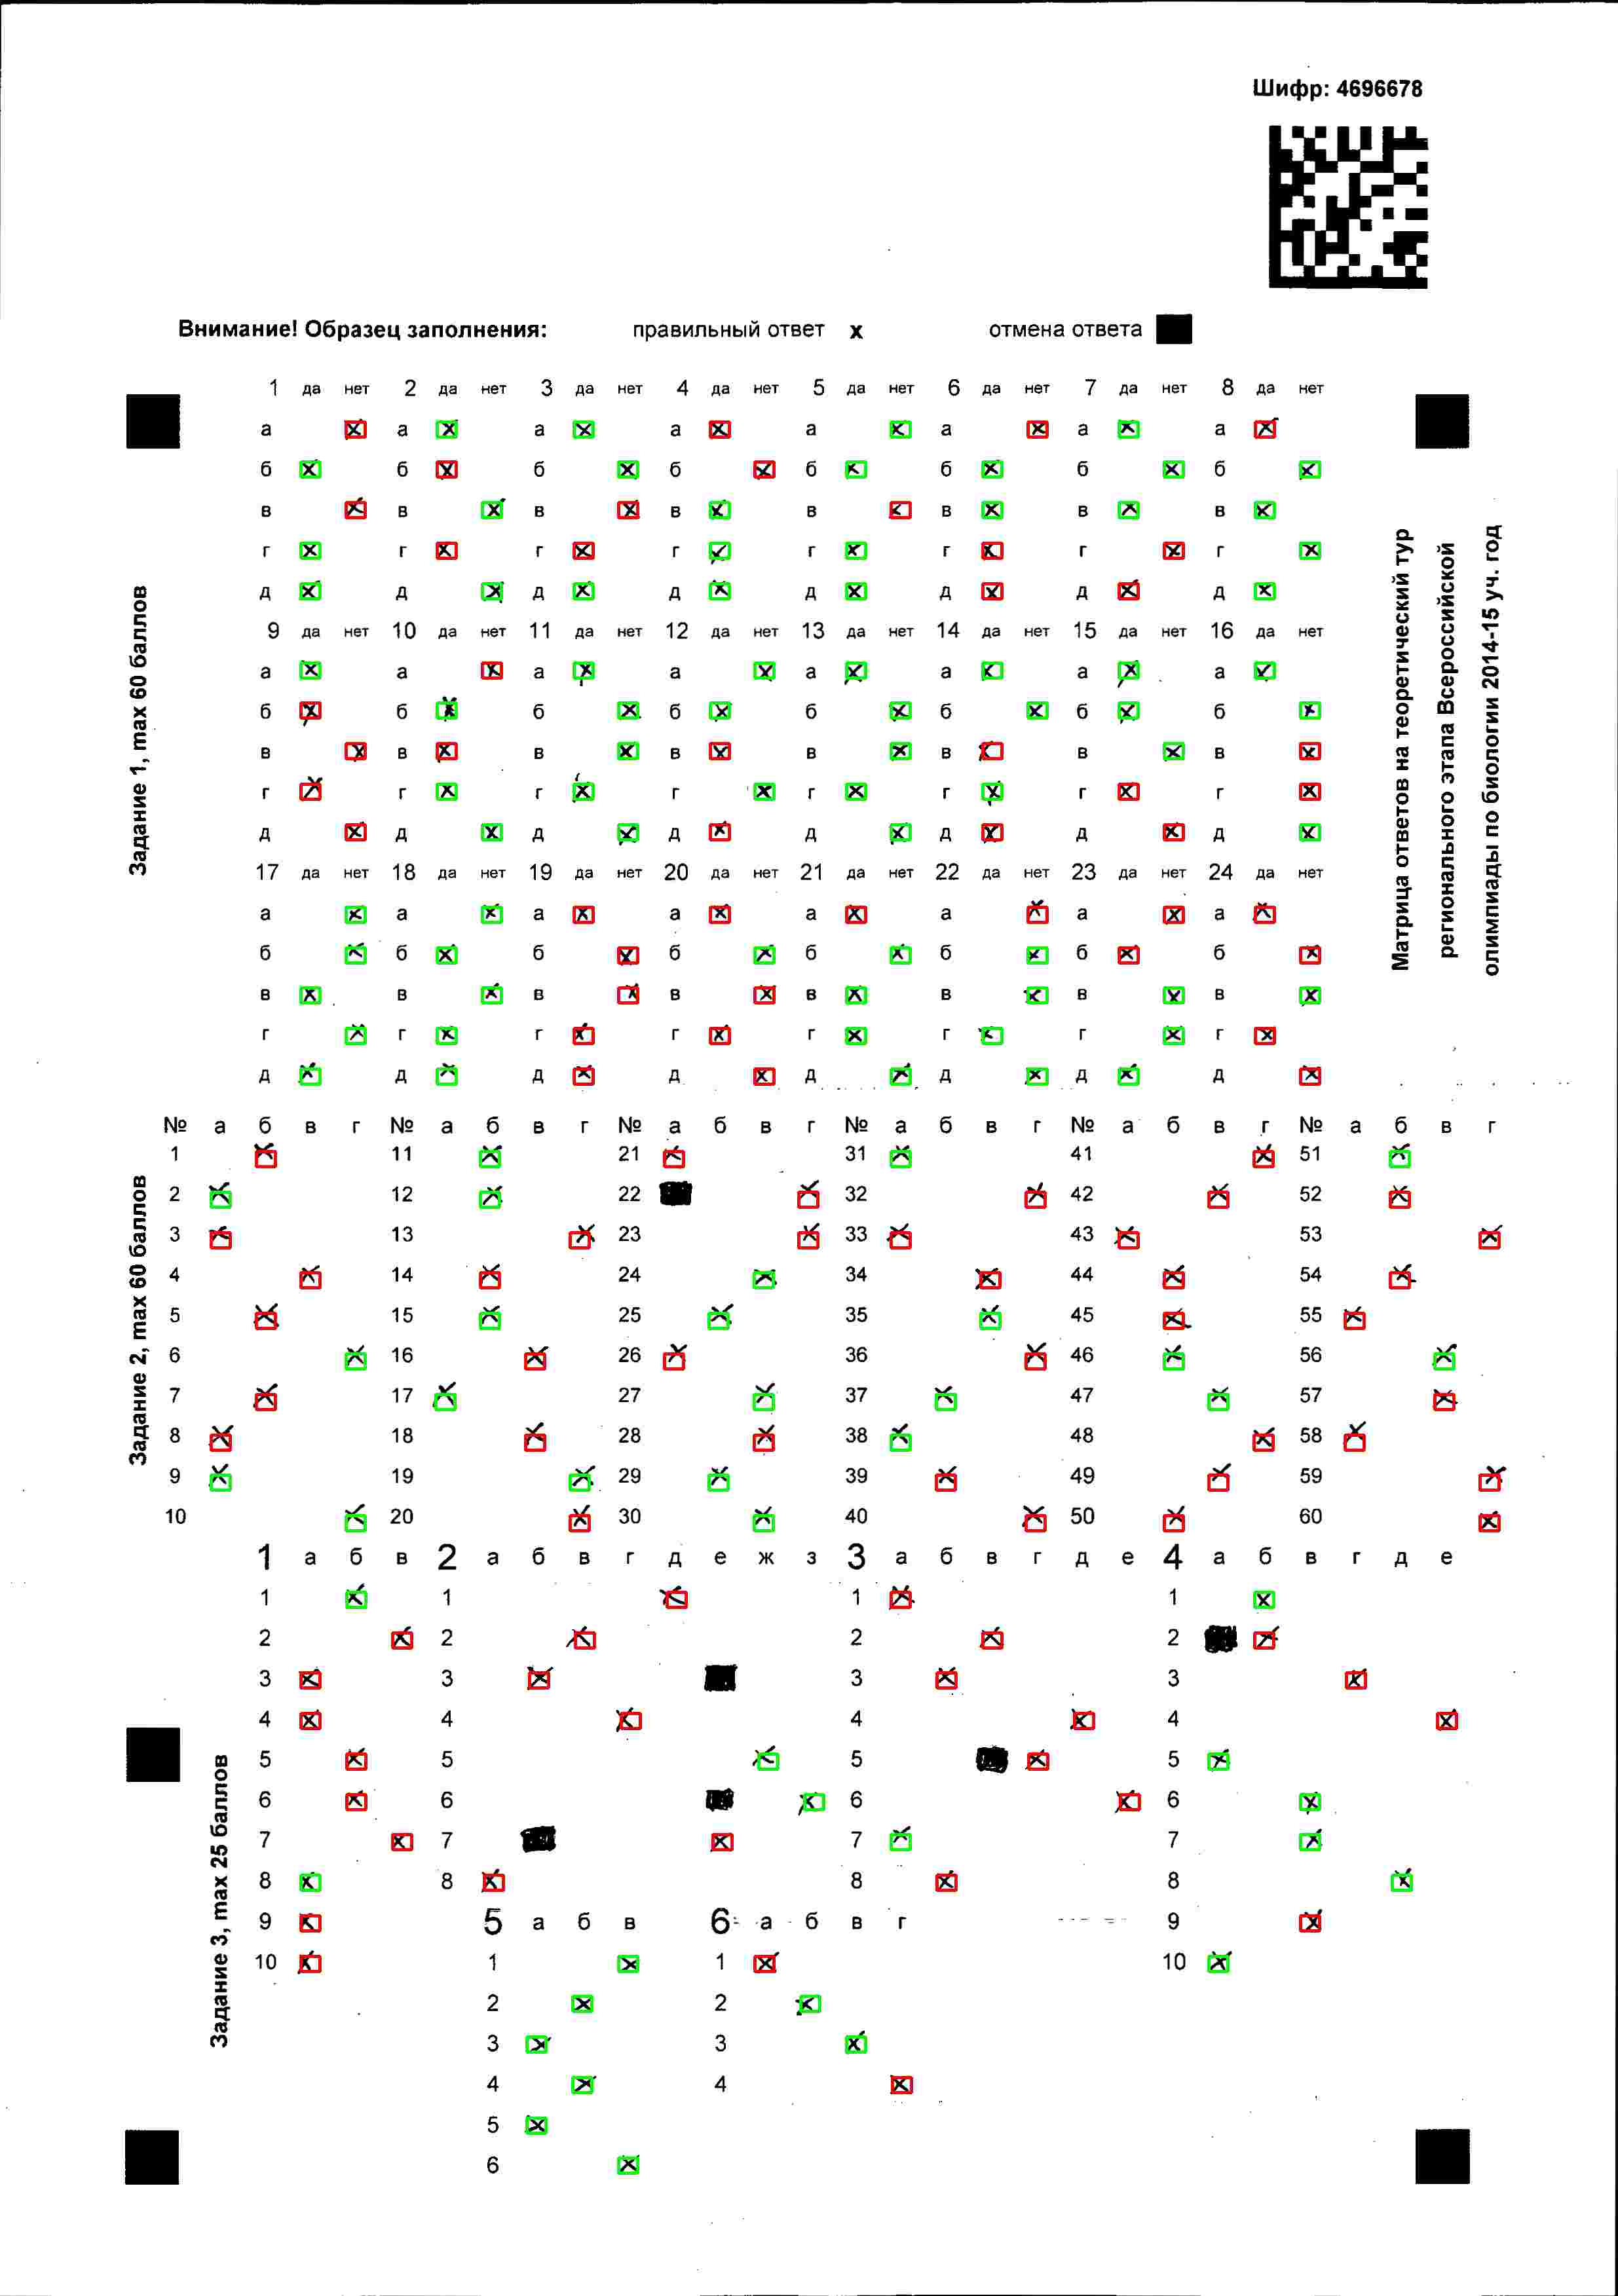 Шифр: 4696678
Внимание! Образец заполнения: правильный ответ х отмена ответа
Задание 1, max 60 баллов
1 да нет 2 да нет 3 да нет 4 да нет 5 да нет 6 да нет 7 да нет 8 да нет
а а а а а а а а
б б б б б б б б
в в в в в в в в
г г г г г г г г
д д д д д д д д
9 да нет 10 да нет 11 да нет 12 да нет 13 да нет 14 да нет 15 да нет 16 да нет
а а а а а а а а
б б б б б б б б
в в в в в в в в
г г г г г г г г
д д д д д д д д
17 да нет 18 да нет 19 да нет 20 да нет 21 да нет 22 да нет 23 да нет 24 да нет
а а а а а а а а
б б б б б б б б
в в в в в в в в
г г г г г г г г
д д д д д д д д
Матрица ответов на теоретический тур
регионального этапа Всероссийской
олимпиады по биологии 2014-15 уч. год
Задание 2, max 60 баллов
№ а б в г № а б в г № а б в г № а б в г № а б в г № а б в г
1 11 21 31 41 51
2 12 22 32 42 52
3 13 23 33 43 53
4 14 24 34 44 54
5 15 25 35 45 55
6 16 26 36 46 56
7 17 27 37 47 57
8 18 28 38 48 58
9 19 29 39 49 59
10 20 30 40 50 60
Задание 3, max 25 баллов
1 а б в 2 а б в г д е ж з 3 а б в г д е 4 а б в г д е
1 1 1 1
2 2 2 2
3 3 3 3
4 4 4 4
5 5 5 5
6 6 6 6
7 7 7 7
8 8 8 8
9 5 а б в 6 а б в г 9
10 1 1 10
2 2
3 3
4 4
5
6